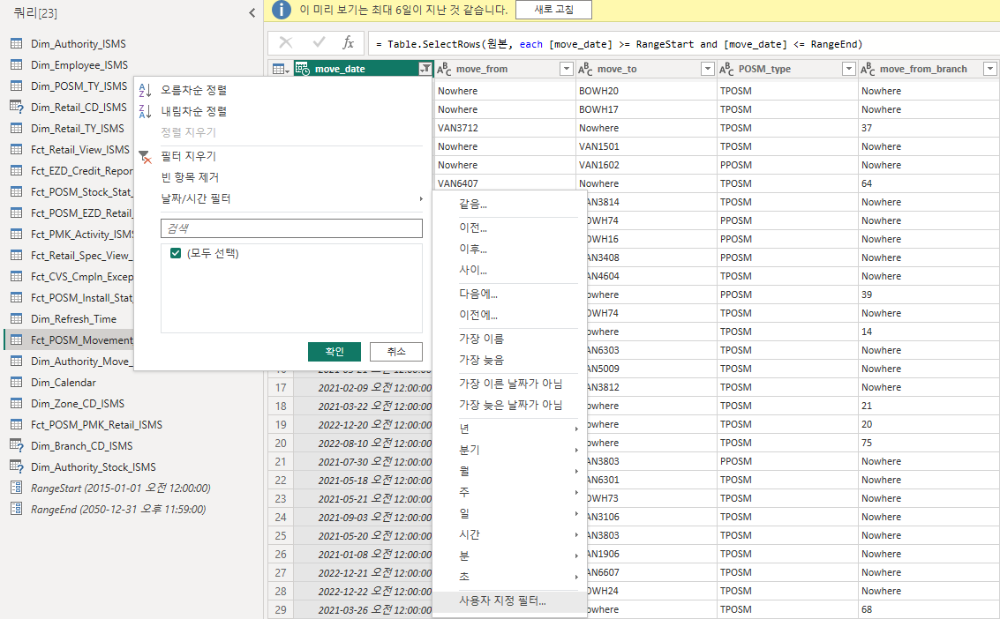 쿼리[23]
이 미리 보기는 최대 6일이 지난 것 같습니다.
새로 고침
= Table.SelectRows(원본, each [move_date] >= RangeStart and [move_date] <= RangeEnd)
Dim_Authority_ISMS
Dim_Employee_ISMS
Dim_POSM_TY_ISMS
Dim_Retail_CD_ISMS
Dim_Retail_TY_ISMS
Fct_Retail_View_ISMS
Fct_EZD_Credit_Repor
Fct_POSM_Stock_Stat_
Fct_POSM_EZD_Retail_
Fct_PMK_Activity_ISMS
Fct_Retail_Spec_View_
Fct_CVS_Cmpln_Excep
Fct_POSM_Install_Stat_
Dim_Refresh_Time
Fct_POSM_Movement
Dim_Authority_Move_
Dim_Calendar
Dim_Zone_CD_ISMS
Fct_POSM_PMK_Retail_ISMS
Dim_Branch_CD_ISMS
Dim_Authority_Stock_ISMS
RangeStart (2015-01-01 오전 12:00:00)
RangeEnd (2050-12-31 오후 11:59:00)
오름차순 정렬
내림차순 정렬
정렬 지우기
필터 지우기
빈 항목 제거
날짜/시간 필터
검색
(모두 선택)
확인 취소
같음...
이전...
이후...
사이...
다음에...
이전에...
가장 이름
가장 늦음
가장 이른 날짜가 아님
가장 늦은 날짜가 아님
년
분기
월
주
일
시간
분
초
사용자 지정 필터...
move_date move_from move_to POSM_type move_from_branch
Nowhere BOWH20 TPOSM Nowhere
Nowhere BOWH17 TPOSM Nowhere
VAN3712 Nowhere TPOSM 37
Nowhere VAN1501 TPOSM Nowhere
Nowhere VAN1602 PPOSM Nowhere
VAN6407 Nowhere TPOSM 64
AN3814 TPOSM Nowhere
OWH74 PPOSM Nowhere
OWH16 PPOSM Nowhere
AN3408 PPOSM Nowhere
AN4604 TPOSM Nowhere
owhere PPOSM 39
OWH74 TPOSM Nowhere
owhere TPOSM 14
AN6303 TPOSM Nowhere
AN5009 TPOSM Nowhere
17 2021-02-09 오전 12:00:00 AN3812 TPOSM Nowhere
18 2021-03-22 오전 12:00:00 owhere TPOSM 21
19 2022-12-20 오전 12:00:00 owhere TPOSM 20
20 2022-08-10 오전 12:00:00 owhere TPOSM 75
21 2021-07-30 오전 12:00:00 AN3803 PPOSM Nowhere
22 2021-05-18 오전 12:00:00 AN6301 TPOSM Nowhere
23 2021-05-21 오전 12:00:00 OWH73 TPOSM Nowhere
24 2021-09-03 오전 12:00:00 AN3106 TPOSM Nowhere
25 2021-05-20 오전 12:00:00 AN3803 TPOSM Nowhere
26 2021-01-08 오전 12:00:00 AN1906 TPOSM Nowhere
27 2022-12-21 오전 12:00:00 AN6607 TPOSM Nowhere
28 2022-12-22 오전 12:00:00 OWH24 TPOSM Nowhere
29 2021-03-26 오전 12:00:00 owhere TPOSM 68